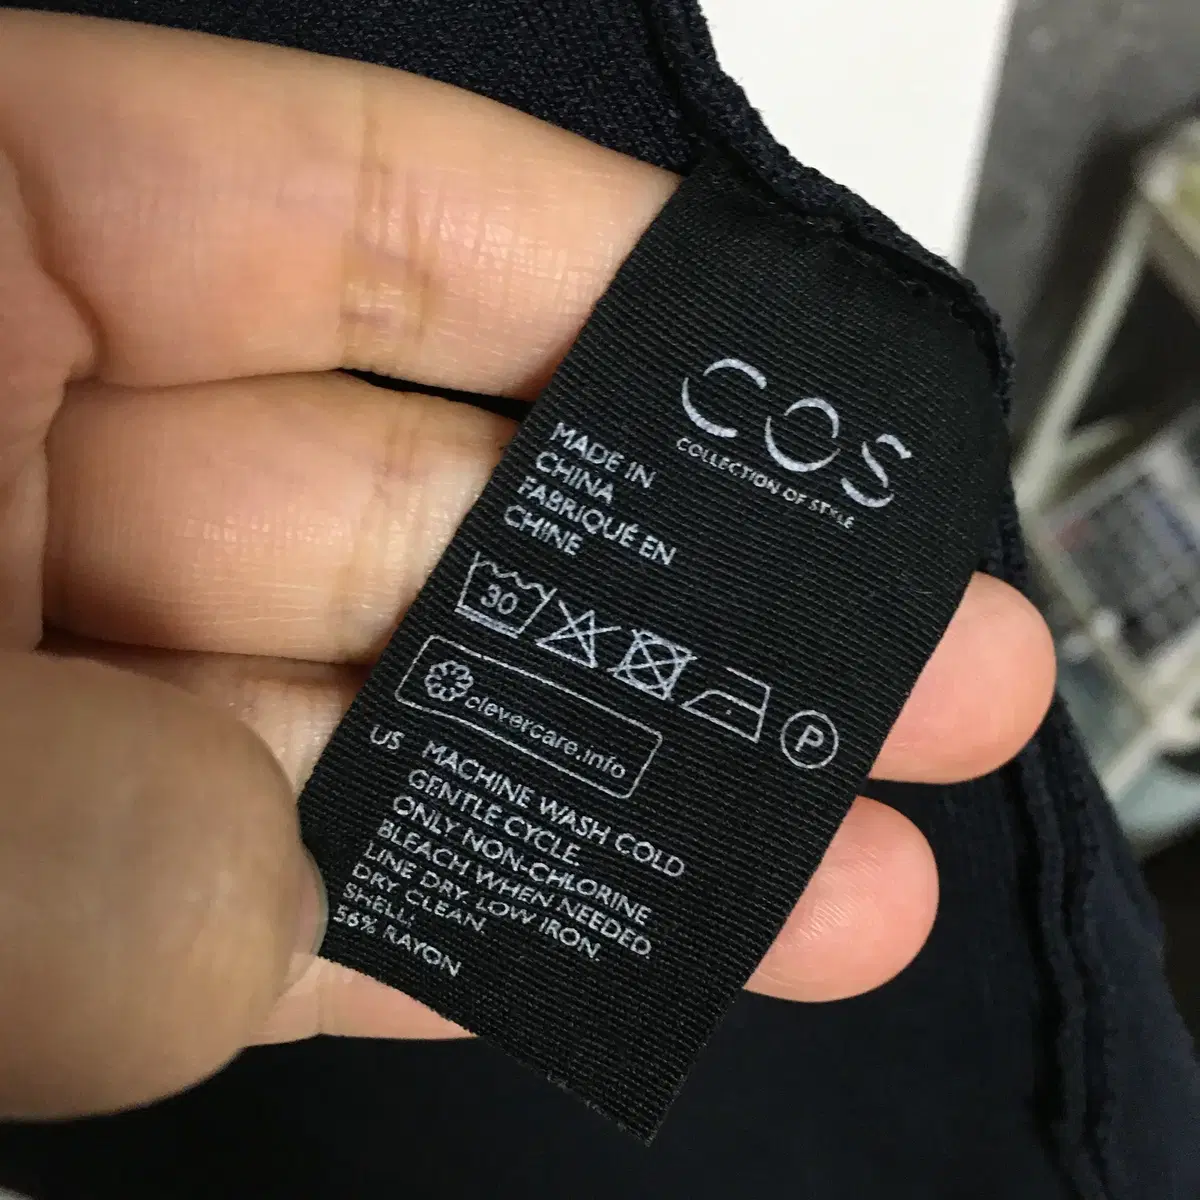 COS
COLLECTION OF STYLE
MADE IN
CHINA
FABRIQUÉ EN
CHINE
30
P
clevercare.info
US MACHINE WASH COLD
GENTLE CYCLE.
ONLY NON-CHLORINE
BLEACH WHEN NEEDED.
LINE DRY. LOW IRON.
DRY CLEAN.
SHELL:
56% RAYON